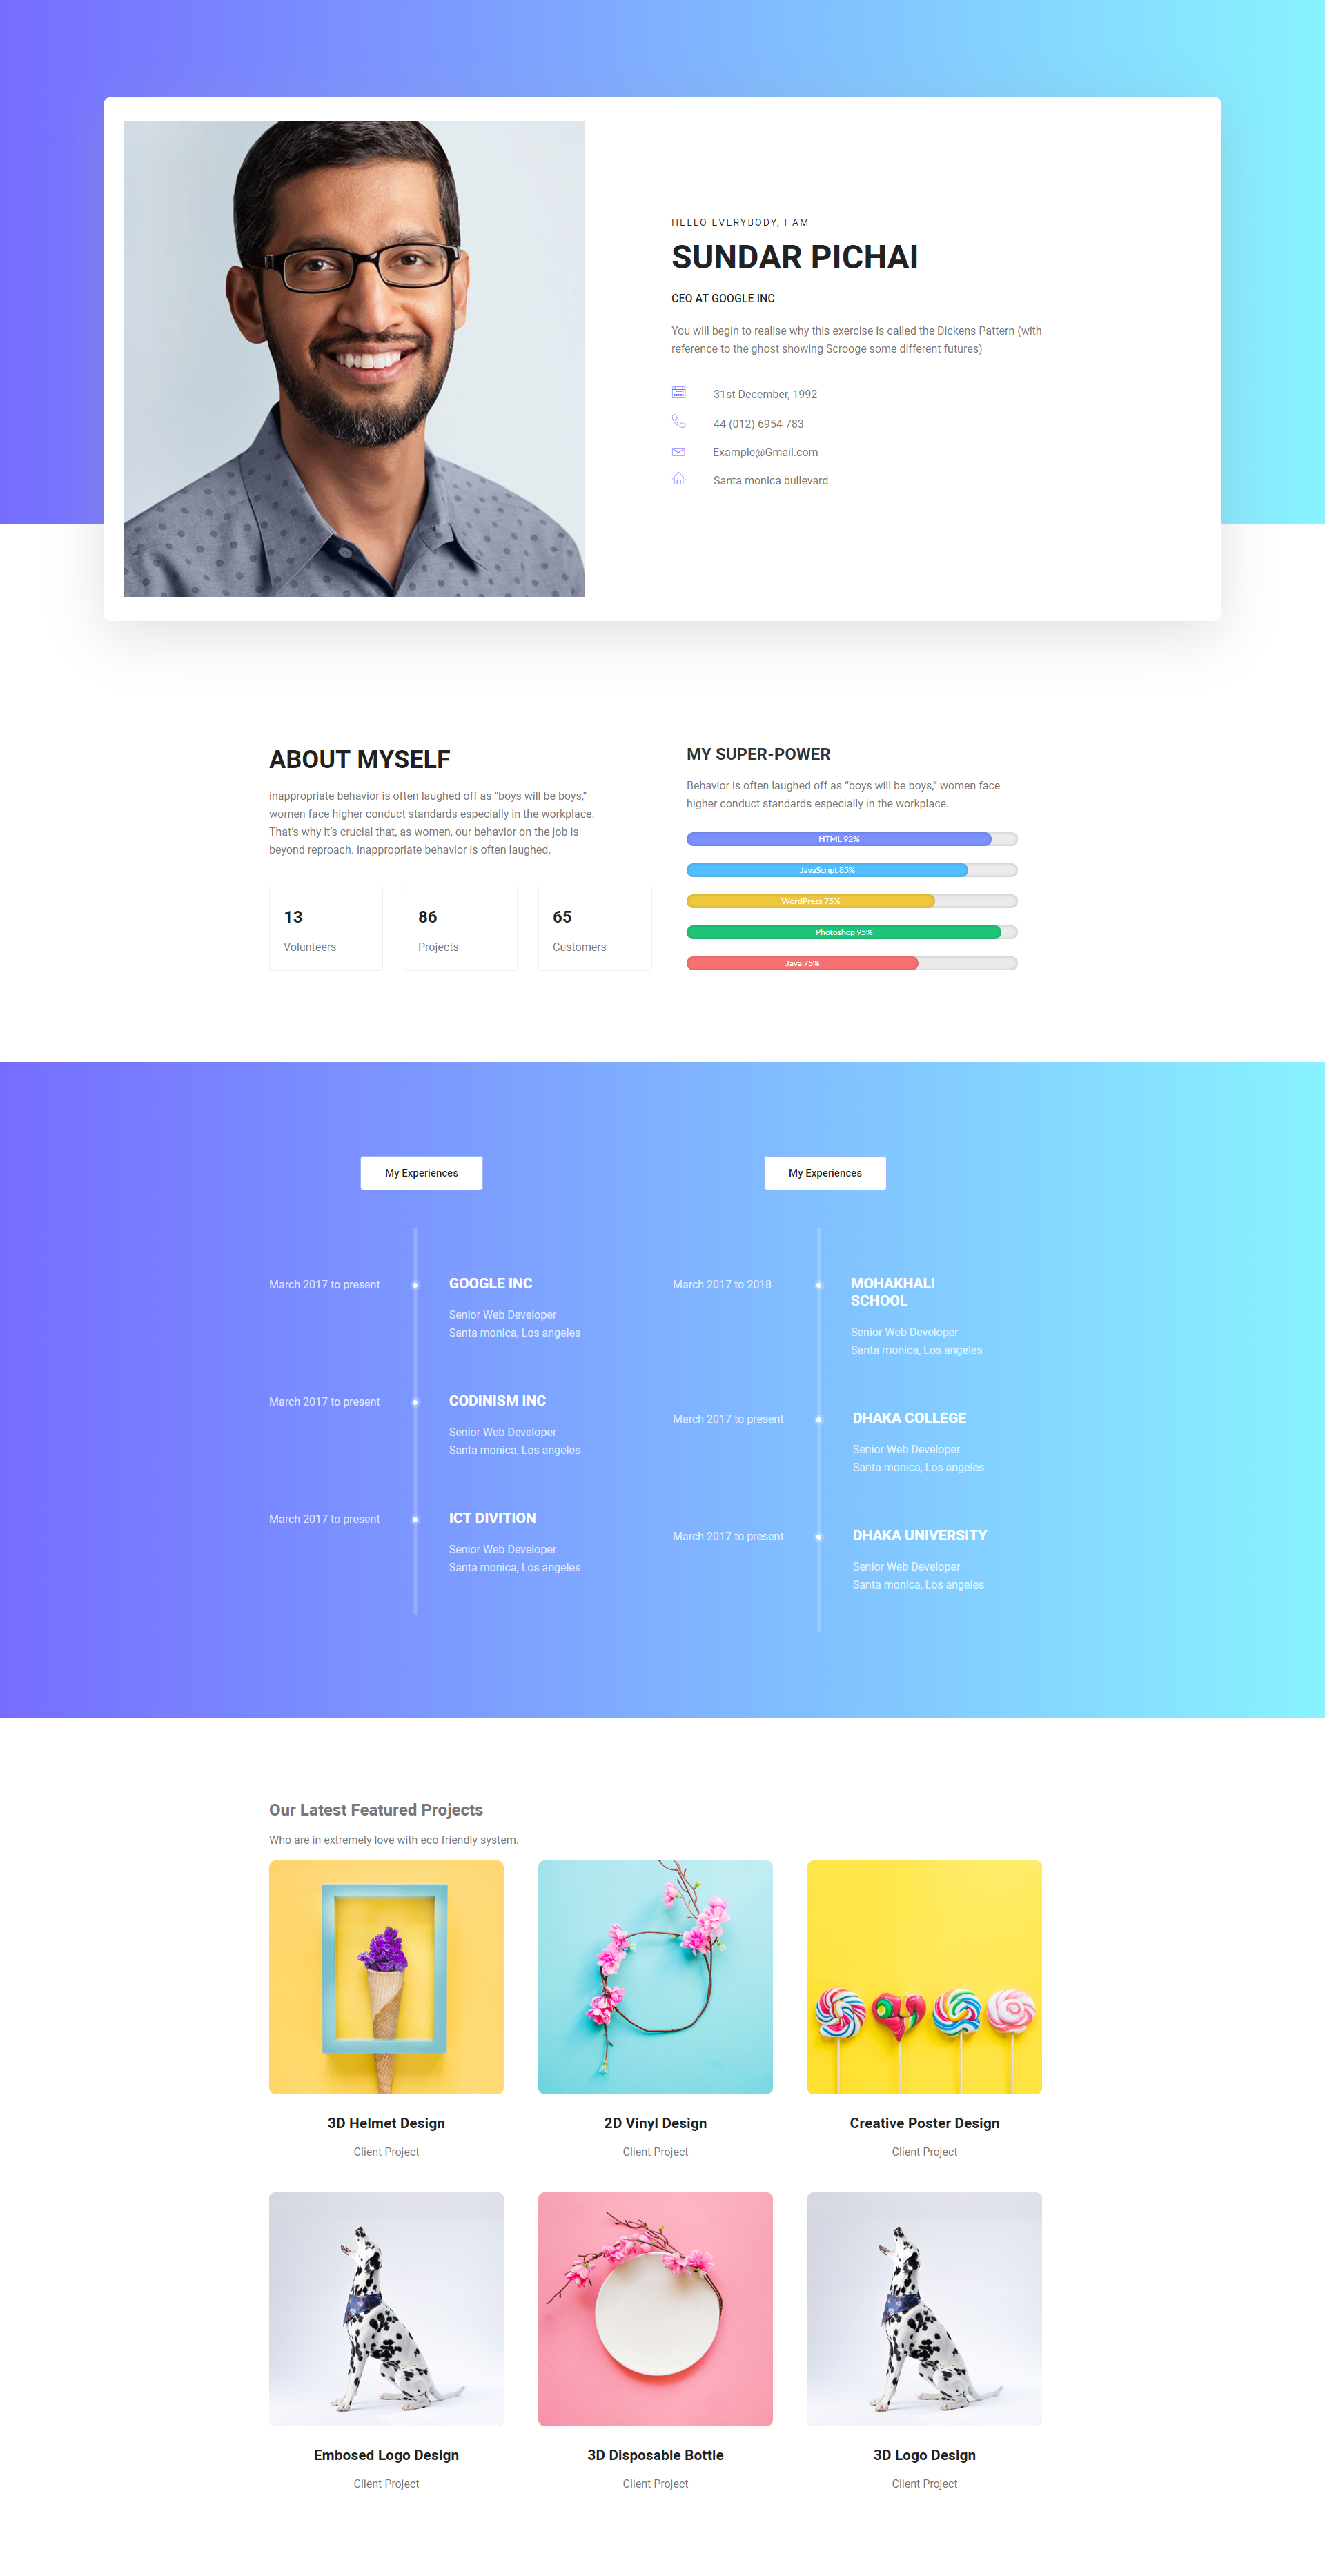 HELLO EVERYBODY, I AM
SUNDAR PICHAI
CEO AT GOOGLE INC
You will begin to realise why this exercise is called the Dickens Pattern (with
reference to the ghost showing Scrooge some different futures)
31st December, 1992
44 (012) 6954 783
Example@Gmail.com
Santa monica bullevard
ABOUT MYSELF
inappropriate behavior is often laughed off as “boys will be boys,”
women face higher conduct standards especially in the workplace.
That’s why it’s crucial that, as women, our behavior on the job is
beyond reproach. inappropriate behavior is often laughed.
13
Volunteers
86
Projects
65
Customers
MY SUPER-POWER
Behavior is often laughed off as “boys will be boys,” women face
higher conduct standards especially in the workplace.
HTML 92%
JavaScript 85%
WordPress 75%
Photoshop 95%
Java 75%
My Experiences
March 2017 to present
GOOGLE INC
Senior Web Developer
Santa monica, Los angeles
March 2017 to present
CODINISM INC
Senior Web Developer
Santa monica, Los angeles
March 2017 to present
ICT DIVITION
Senior Web Developer
Santa monica, Los angeles
My Experiences
March 2017 to 2018
MOHAKHALI
SCHOOL
Senior Web Developer
Santa monica, Los angeles
March 2017 to present
DHAKA COLLEGE
Senior Web Developer
Santa monica, Los angeles
March 2017 to present
DHAKA UNIVERSITY
Senior Web Developer
Santa monica, Los angeles
Our Latest Featured Projects
Who are in extremely love with eco friendly system.
3D Helmet Design
Client Project
2D Vinyl Design
Client Project
Creative Poster Design
Client Project
Embosed Logo Design
Client Project
3D Disposable Bottle
Client Project
3D Logo Design
Client Project